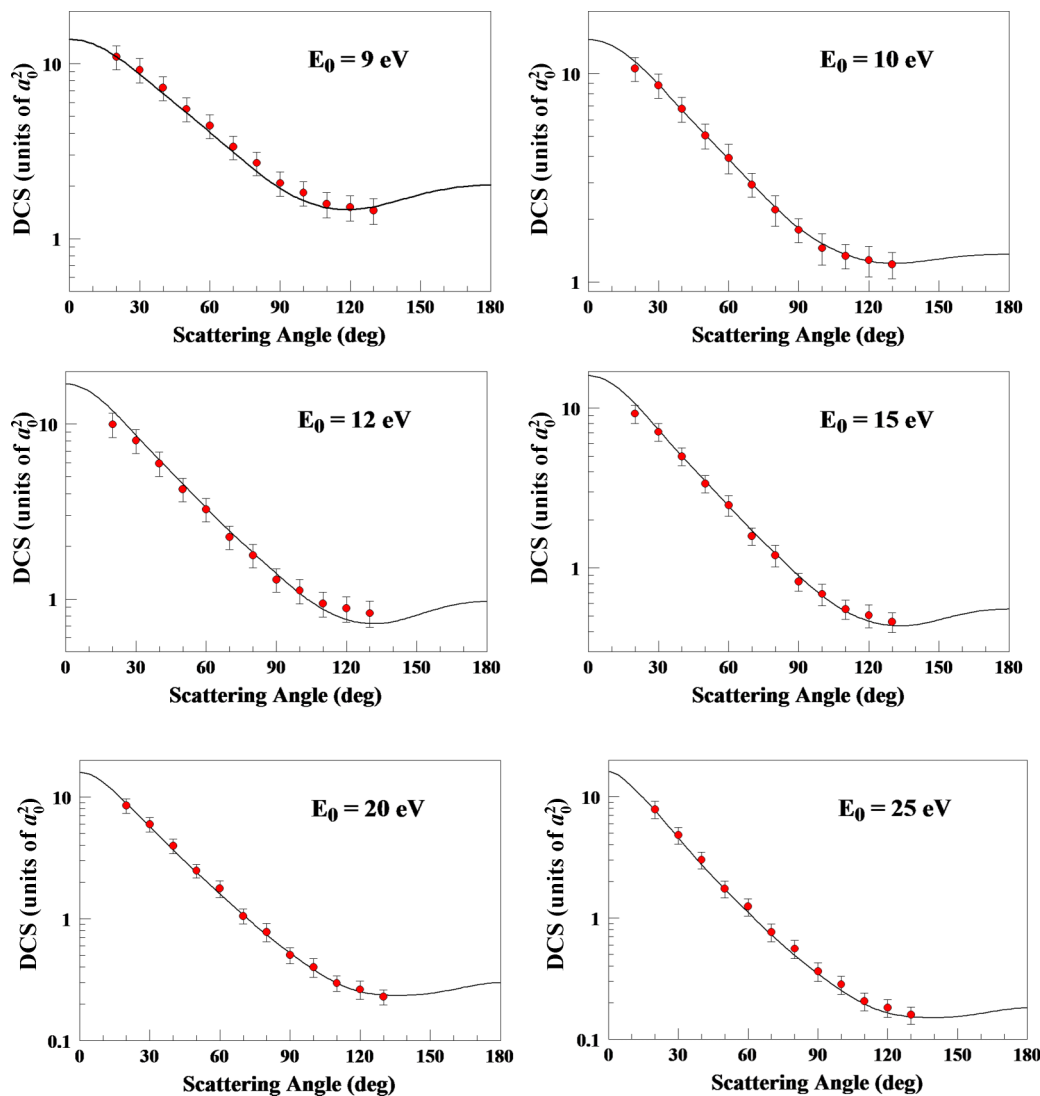 E₀ = 9 eV
DCS (units of a₀²)
10
1
0 30 60 90 120 150 180
Scattering Angle (deg)
E₀ = 10 eV
DCS (units of a₀²)
10
1
0 30 60 90 120 150 180
Scattering Angle (deg)
E₀ = 12 eV
DCS (units of a₀²)
10
1
0 30 60 90 120 150 180
Scattering Angle (deg)
E₀ = 15 eV
DCS (units of a₀²)
10
1
0 30 60 90 120 150 180
Scattering Angle (deg)
E₀ = 20 eV
DCS (units of a₀²)
10
1
0.1
0 30 60 90 120 150 180
Scattering Angle (deg)
E₀ = 25 eV
DCS (units of a₀²)
10
1
0.1
0 30 60 90 120 150 180
Scattering Angle (deg)